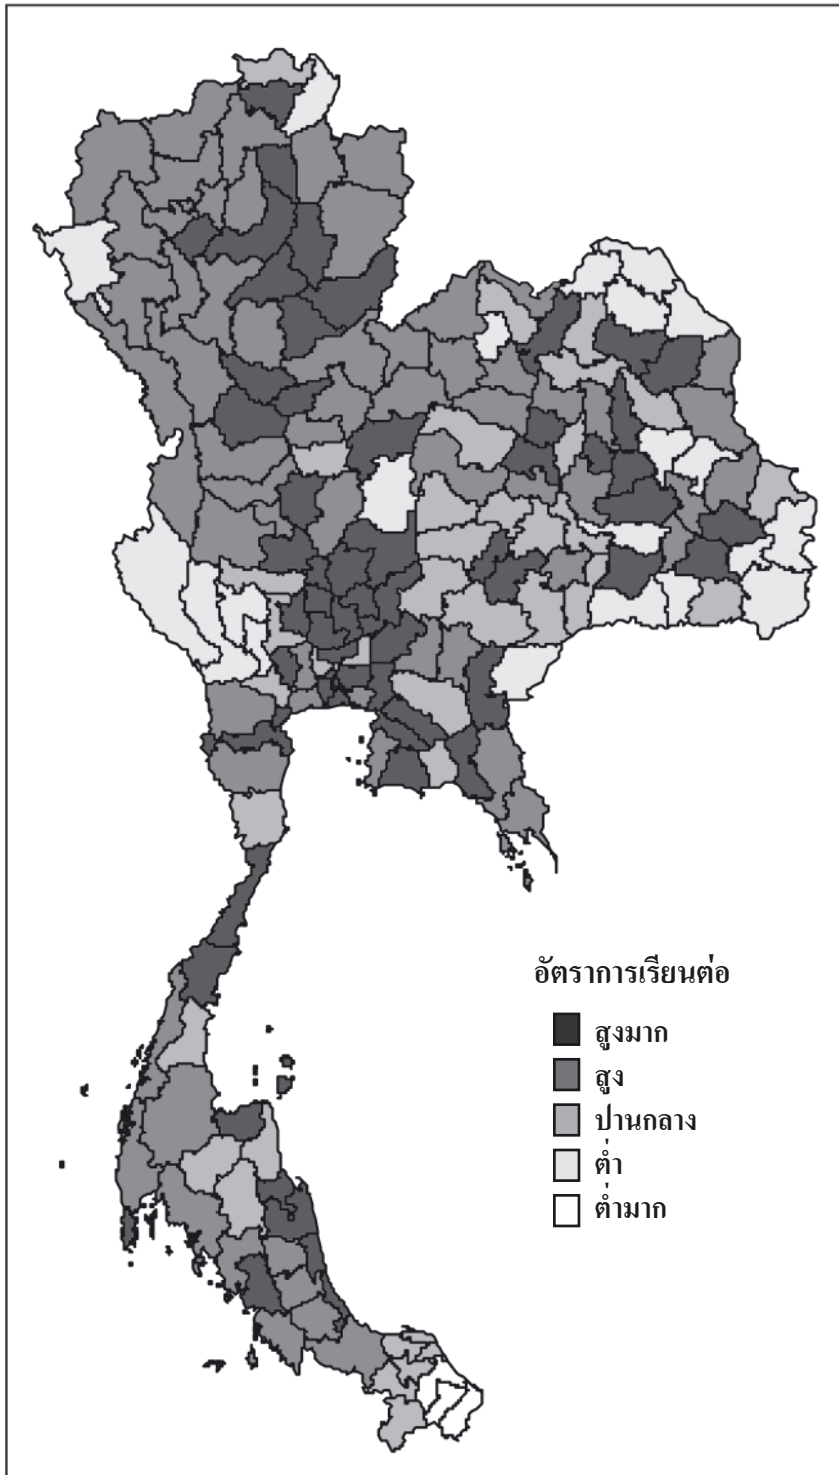 อัตราการเรียนต่อ
สูงมาก
สูง
ปานกลาง
ต่ำ
ต่ำมาก